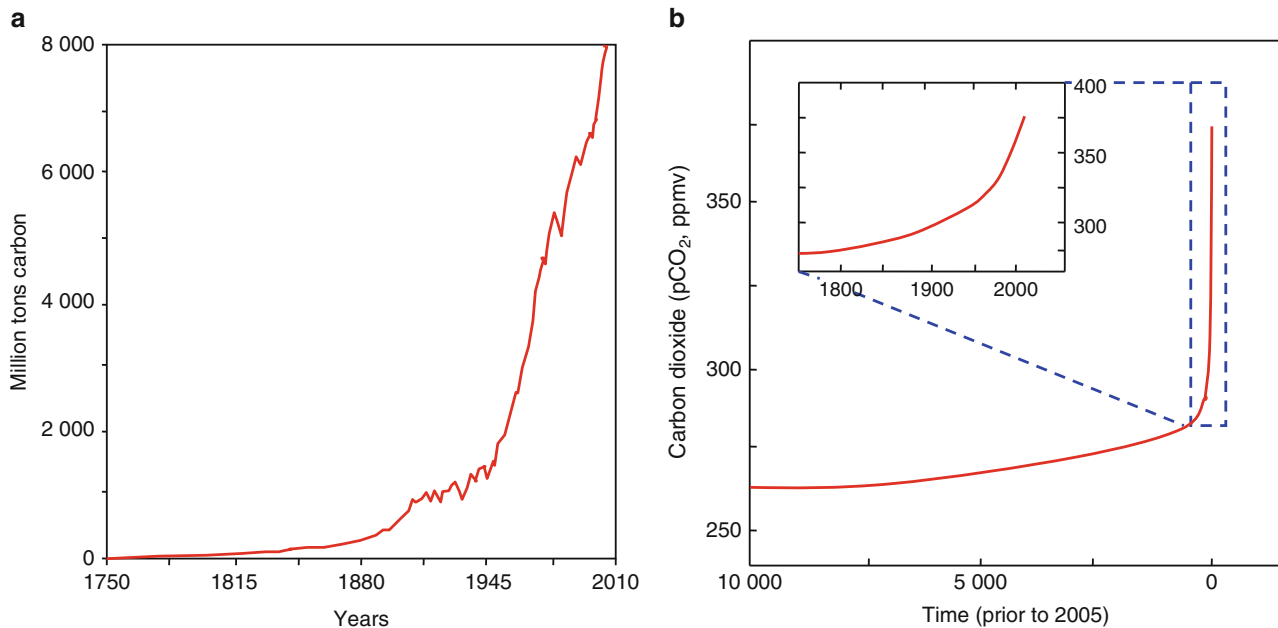 a
8 000
6 000
4 000
2 000
0
Million tons carbon
1750 1815 1880 1945 2010
Years
b
400
350
300
1800 1900 2000
350
300
250
Carbon dioxide (pCO₂, ppmv)
10 000 5 000 0
Time (prior to 2005)